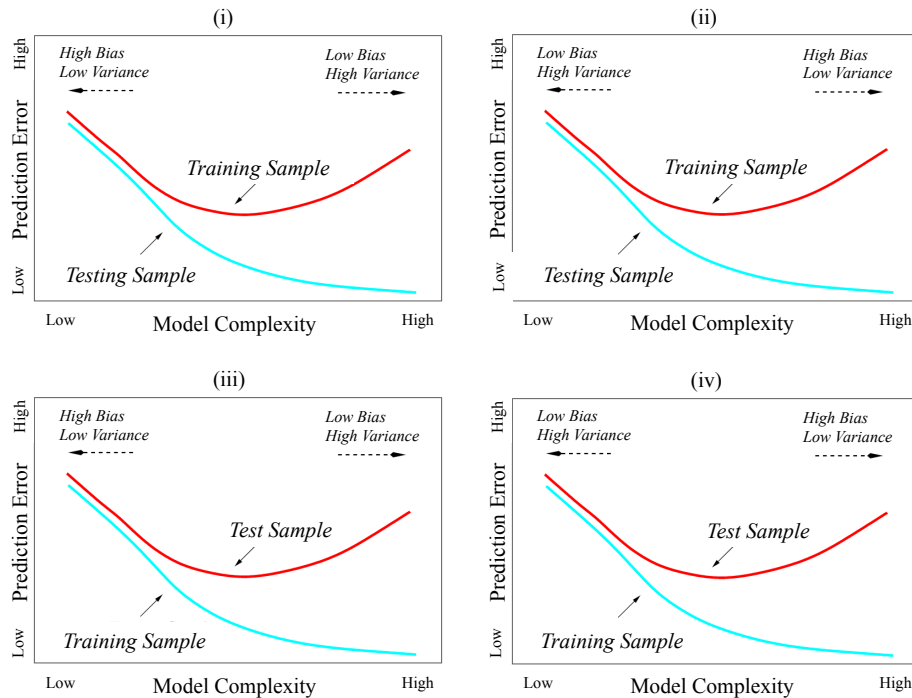 (i)
High
High Bias
Low Variance
Low Bias
High Variance
Prediction Error
Training Sample
Testing Sample
Low
Low
Model Complexity
High
(ii)
High
Low Bias
High Variance
High Bias
Low Variance
Prediction Error
Training Sample
Testing Sample
Low
Low
Model Complexity
High
(iii)
High
High Bias
Low Variance
Low Bias
High Variance
Prediction Error
Test Sample
Training Sample
Low
Low
Model Complexity
High
(iv)
High
Low Bias
High Variance
High Bias
Low Variance
Prediction Error
Test Sample
Training Sample
Low
Low
Model Complexity
High